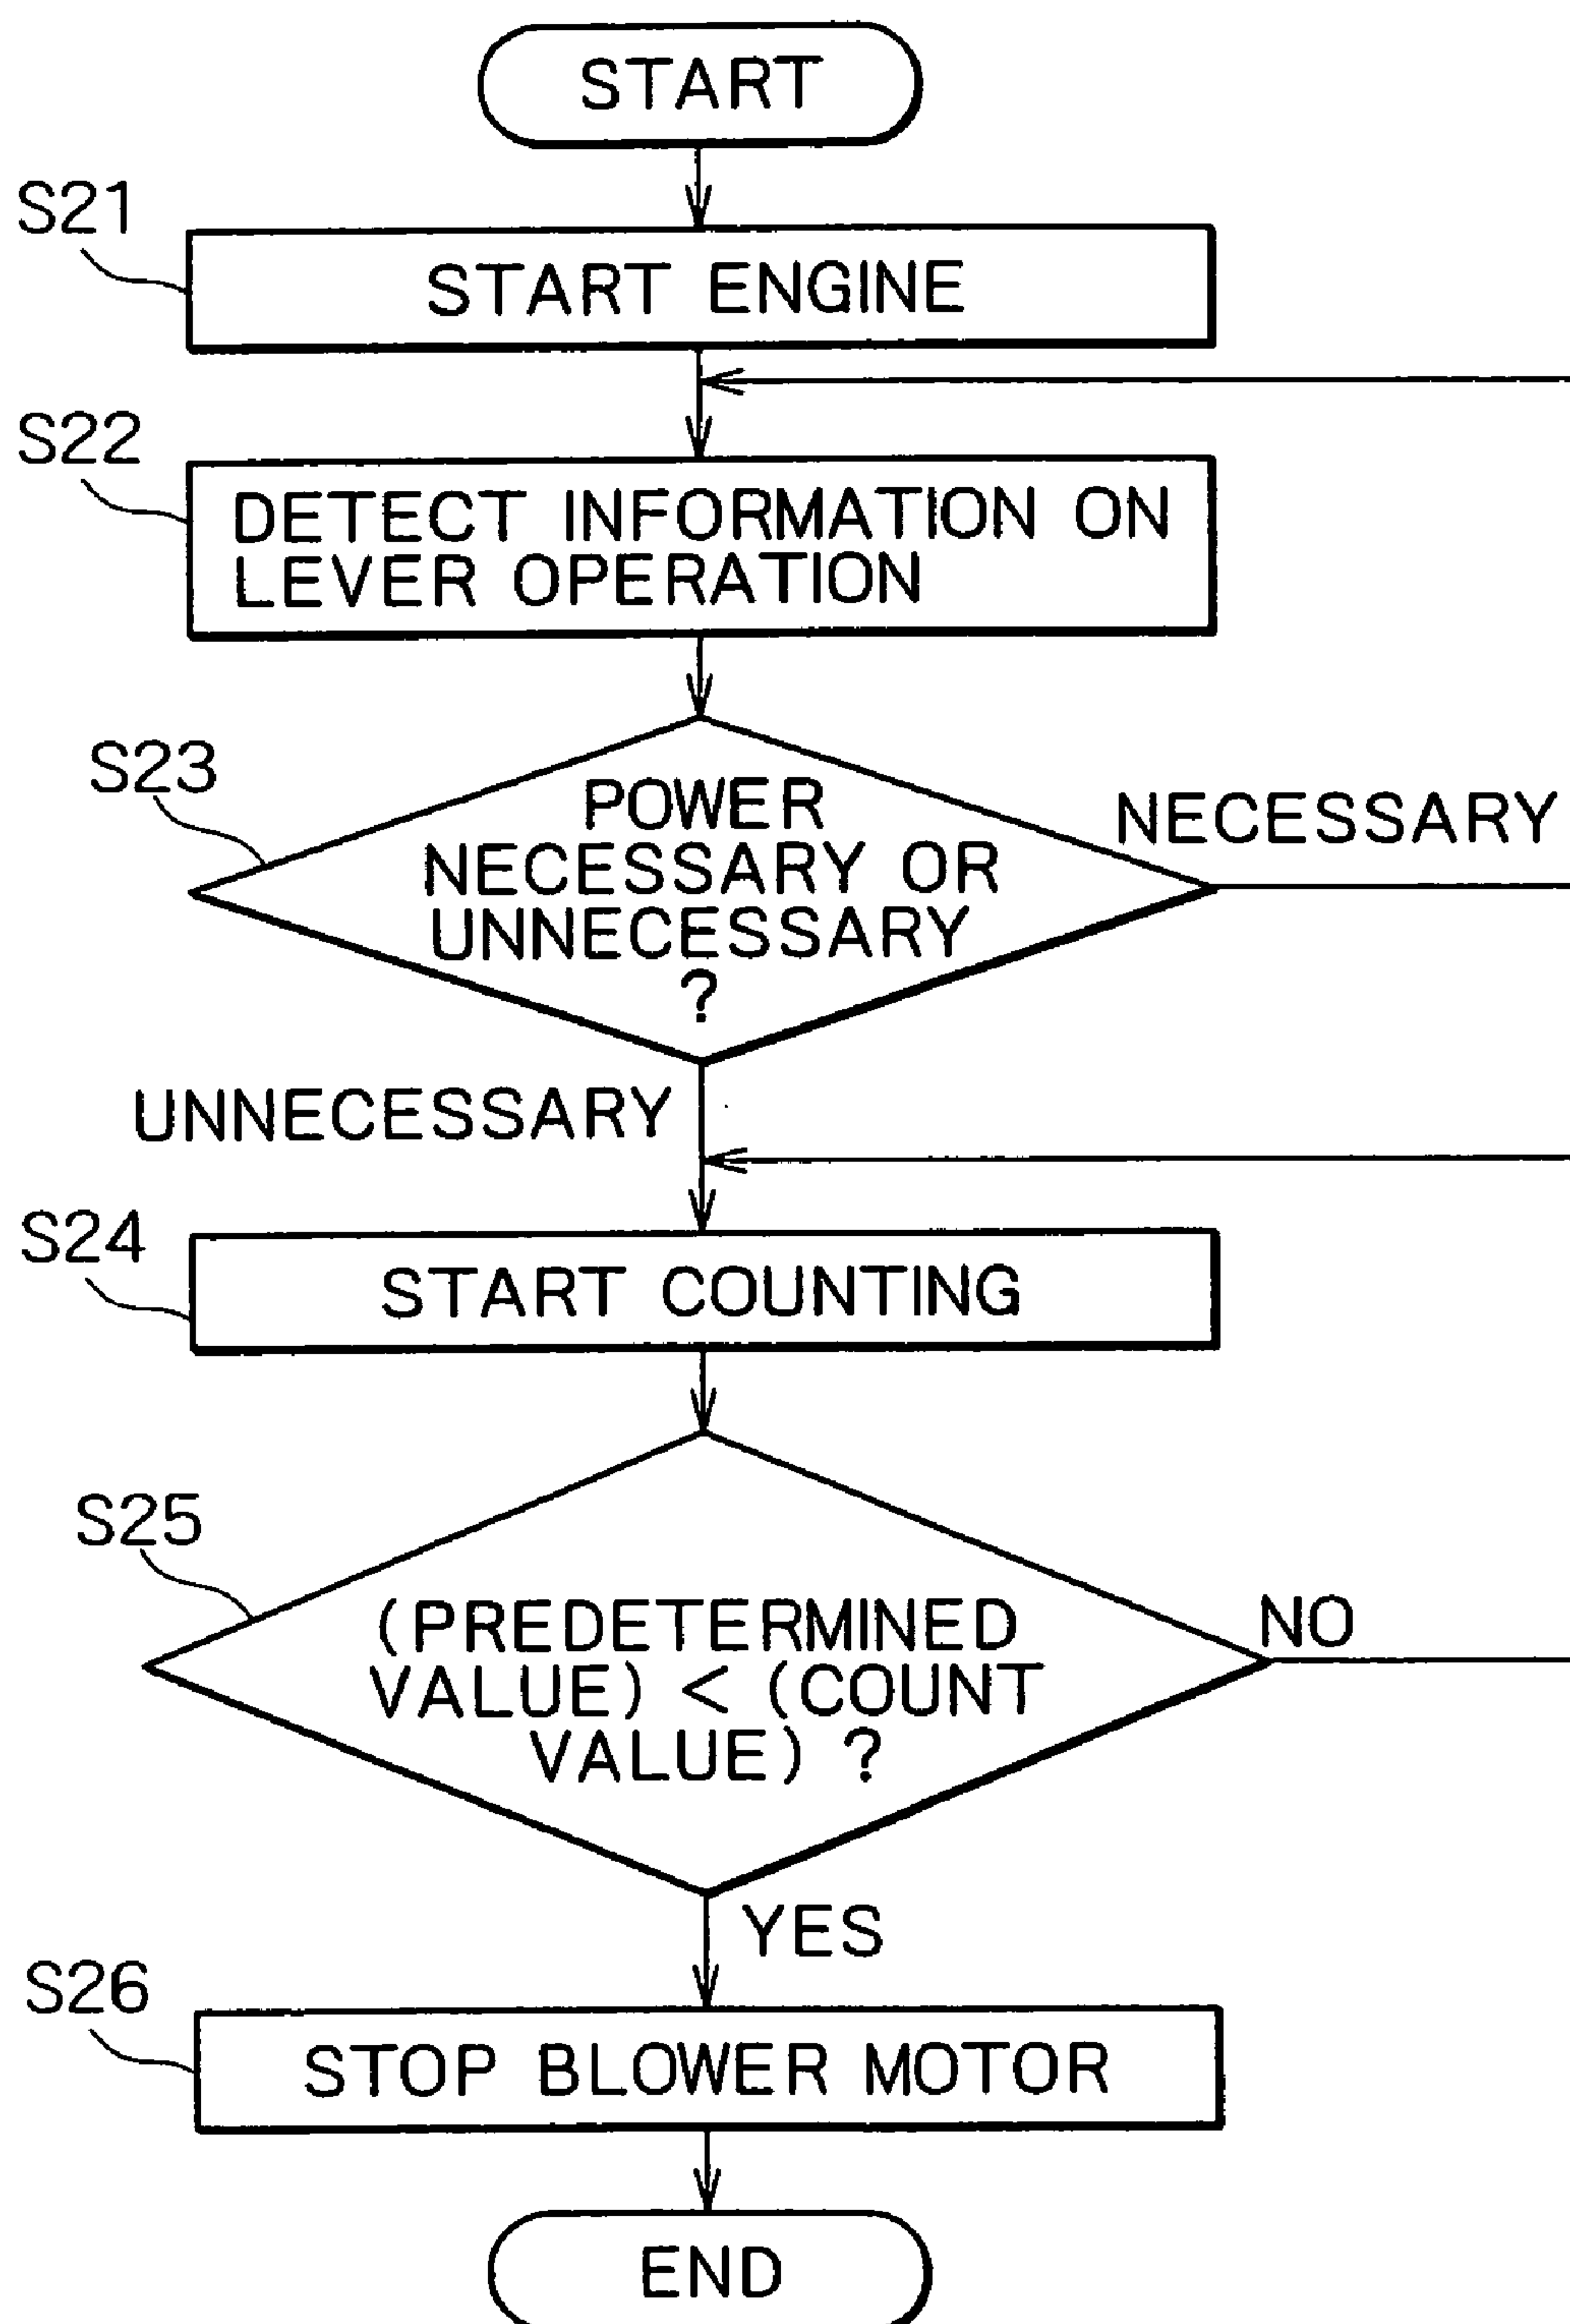 START
S21
START ENGINE
S22
DETECT INFORMATION ON
LEVER OPERATION
S23
POWER
NECESSARY OR
UNNECESSARY
?
NECESSARY
UNNECESSARY
S24
START COUNTING
S25
(PREDETERMINED
VALUE) < (COUNT
VALUE) ?
NO
YES
S26
STOP BLOWER MOTOR
END